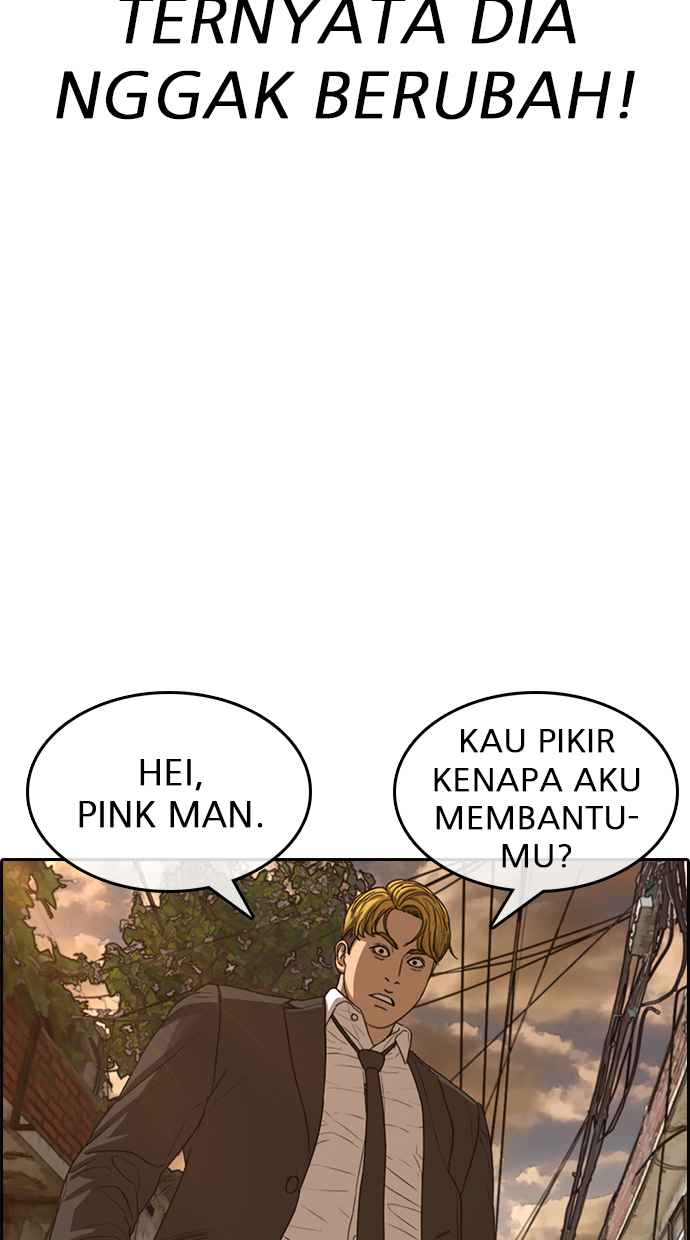 TERNYATA DIA
NGGAK BERUBAH!
HEI,
PINK MAN.
KAU PIKIR
KENAPA AKU
MEMBANTU-
MU?